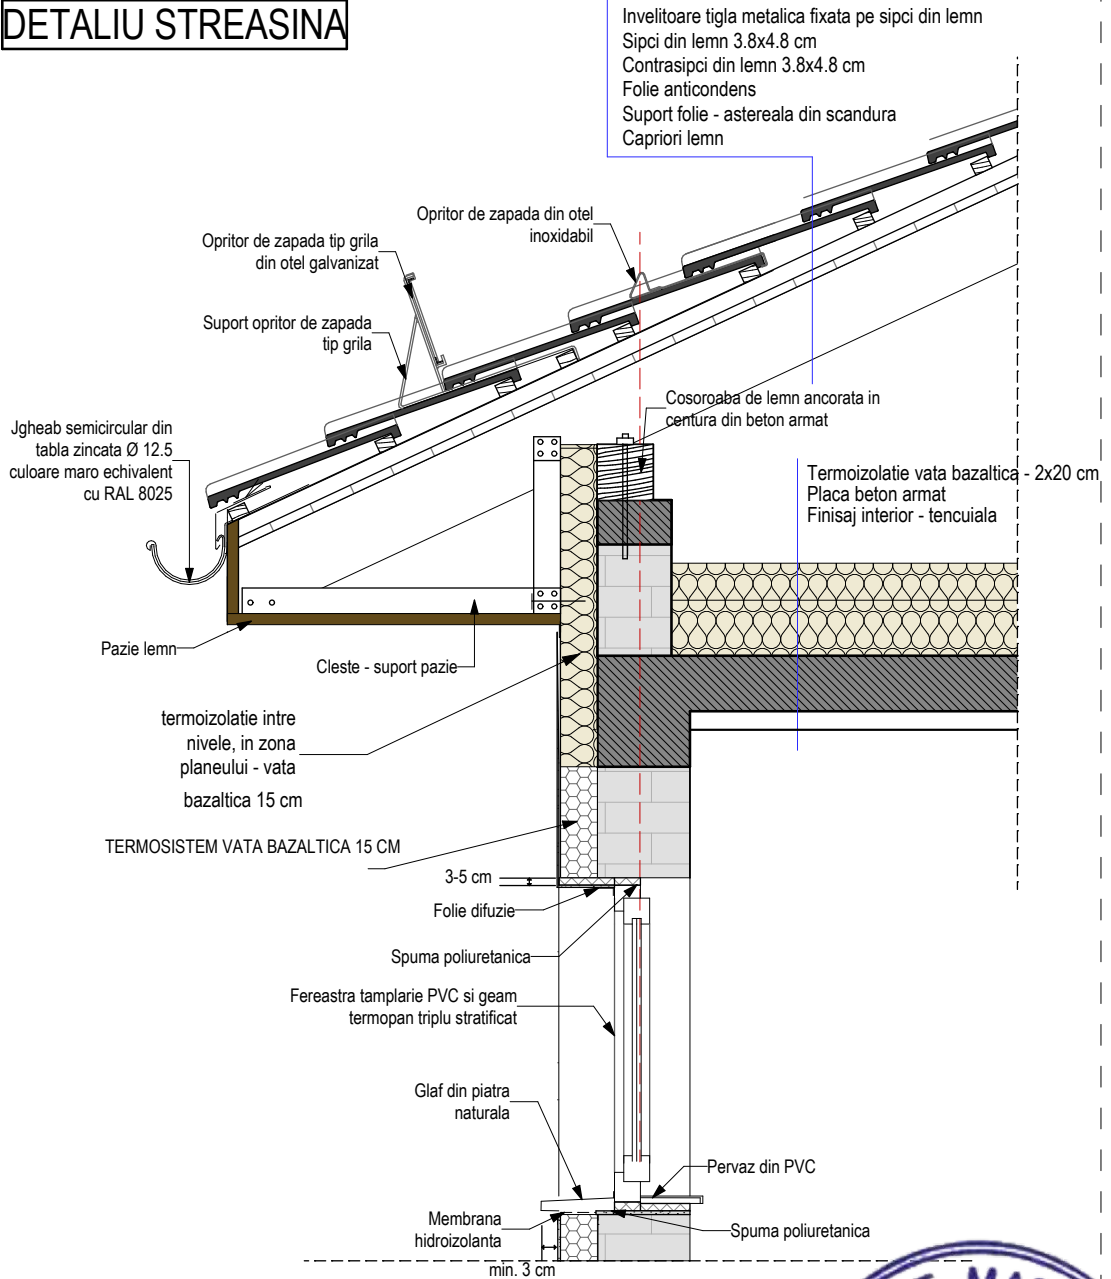 DETALIU STREASINA
Invelitoare tigla metalica fixata pe sipci din lemn
Sipci din lemn 3.8x4.8 cm
Contrasipci din lemn 3.8x4.8 cm
Folie anticondens
Suport folie - astereala din scandura
Capriori lemn
Opritor de zapada din otel
inoxidabil
Opritor de zapada tip grila
din otel galvanizat
Suport opritor de zapada
tip grila
Jgheab semicircular din
tabla zincata Ø 12.5
culoare maro echivalent
cu RAL 8025
Cosoroaba de lemn ancorata in
centura din beton armat
Termoizolatie vata bazaltica - 2x20 cm
Placa beton armat
Finisaj interior - tencuiala
Pazie lemn
Cleste - suport pazie
termoizolatie intre
nivele, in zona
planeului - vata
bazaltica 15 cm
TERMOSISTEM VATA BAZALTICA 15 CM
3-5 cm
Folie difuzie
Spuma poliuretanica
Fereastra tamplarie PVC si geam
termopan triplu stratificat
Glaf din piatra
naturala
Pervaz din PVC
Membrana
hidroizolanta
Spuma poliuretanica
min. 3 cm